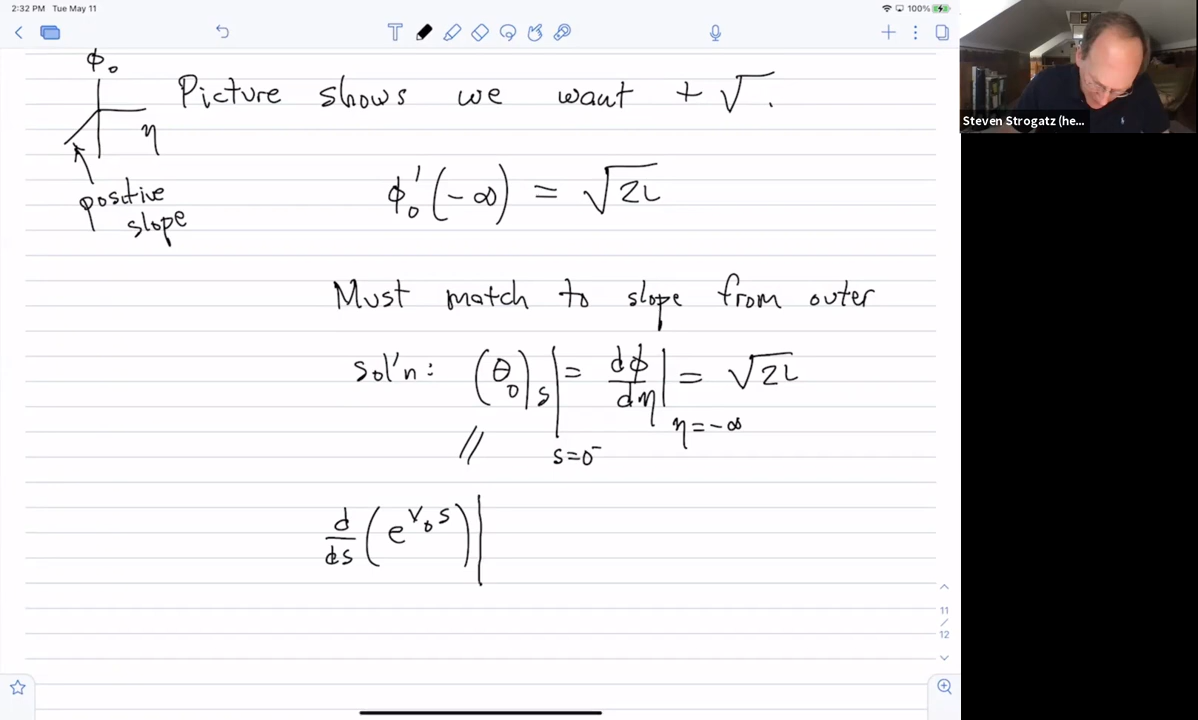 2:32 PM Tue May 11
100%
Steven Strogatz (he...
ϕ₀
Picture shows we want + √.
η
positive slope
ϕ₀′(-∞) = √2L
Must match to slope from outer
sol'n: (θ₀)ₛ|ₛ₌₀⁻ = dϕ/dη|η=-∞ = √2L
//
d/ds (e^{V₀s})|
11
/
12